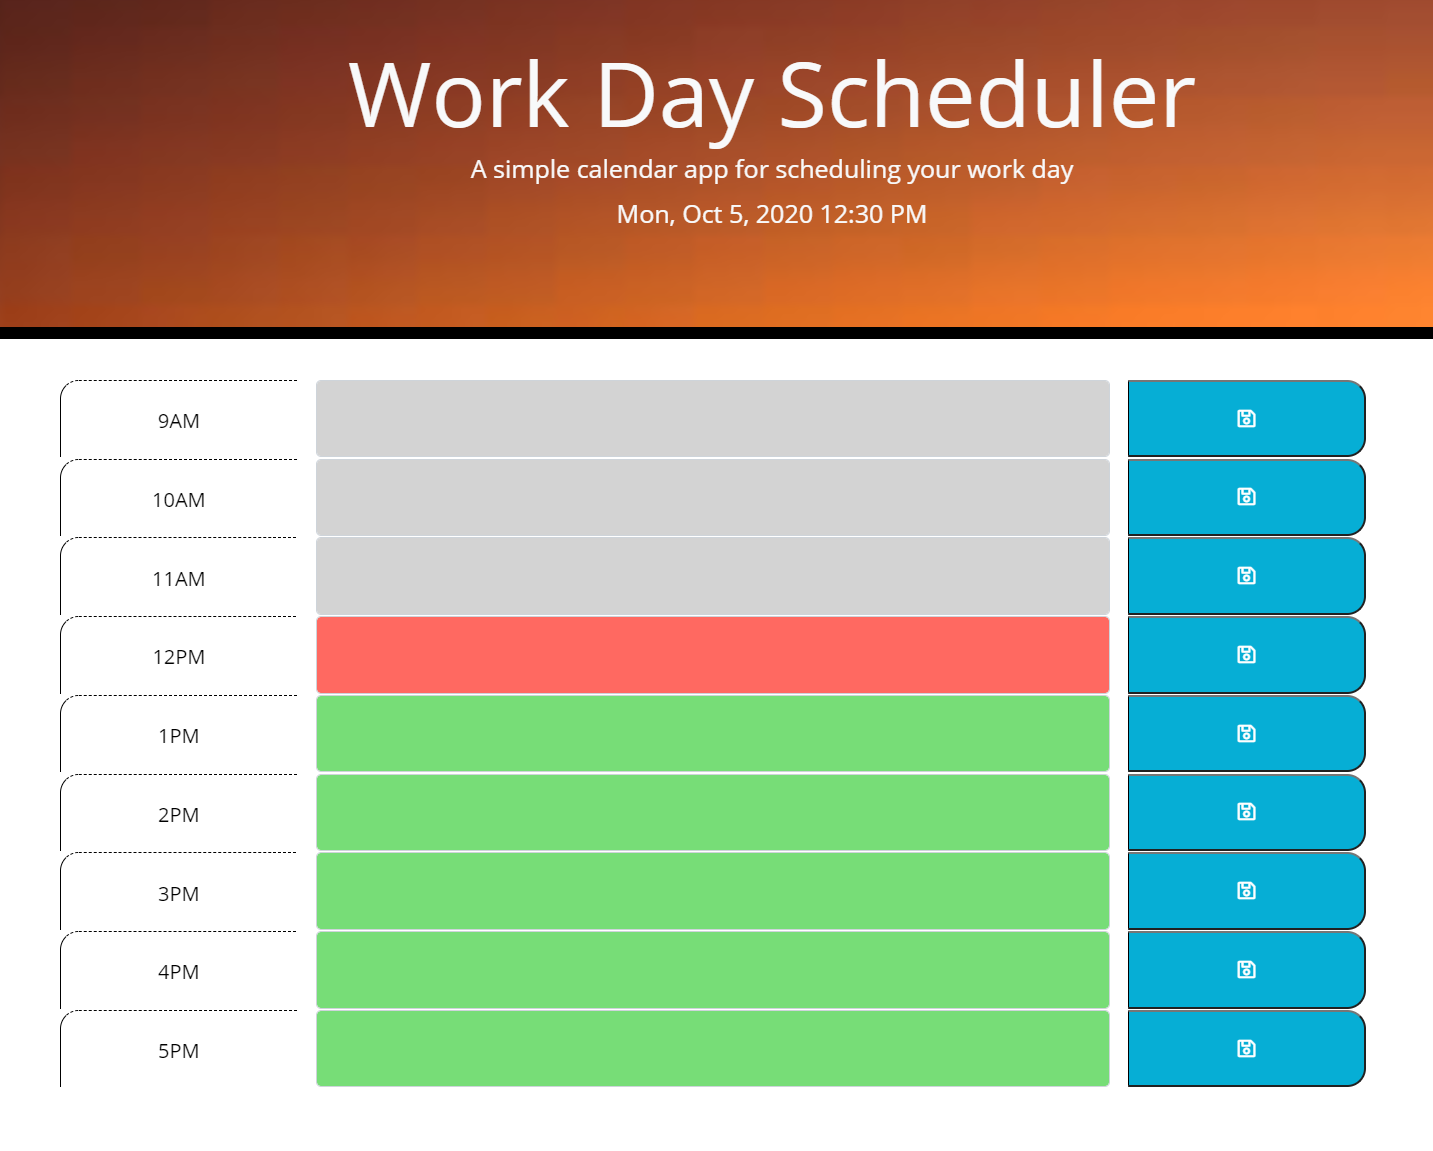 Work Day Scheduler
A simple calendar app for scheduling your work day
Mon, Oct 5, 2020 12:30 PM
9AM
10AM
11AM
12PM
1PM
2PM
3PM
4PM
5PM